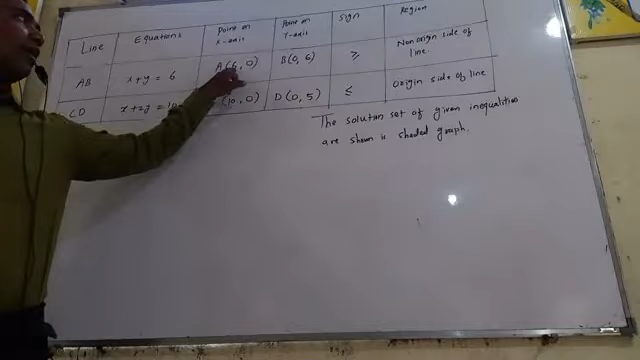 Line Equations Point on X-axis Point on Y-axis Sign Region
AB x+y = 6 A(6, 0) B(0, 6) ≥ Non origin side of line.
CD (10, 0) D(0, 5) ≤ Origin side of line
The solution set of given inequalities
are shown is shaded graph.